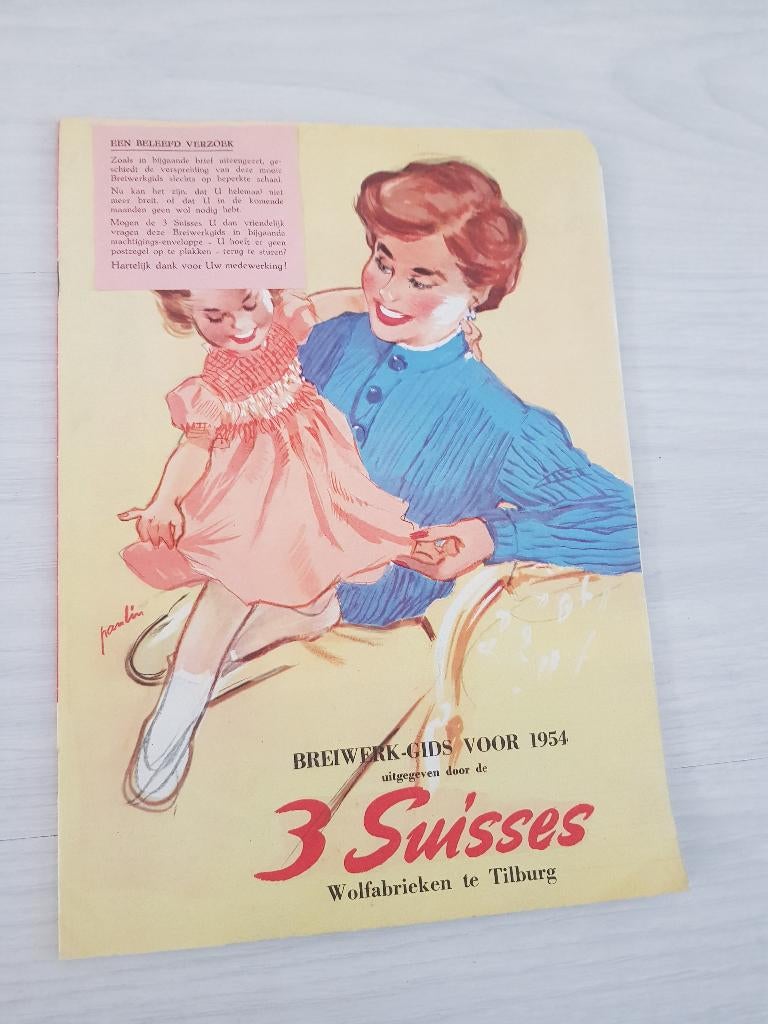 EEN BELEEFD VERZOEK
Zoals in bijgaande brief uiteengezet, ge-
schiedt de verspreiding van deze mooie
Breiwerkgids slechts op beperkte schaal.
Nu kan het zijn, dat U helemaal niet
meer breit, of dat U in de komende
maanden geen wol nodig hebt.
Mogen de 3 Suisses U dan vriendelijk
vragen deze Breiwerkgids in bijgaande
machtigings-enveloppe - U hoeft er geen
postzegel op te plakken - terug te sturen?
Hartelijk dank voor Uw medewerking!
paulin
BREIWERK-GIDS VOOR 1954
uitgegeven door de
3 Suisses
Wolfabrieken te Tilburg